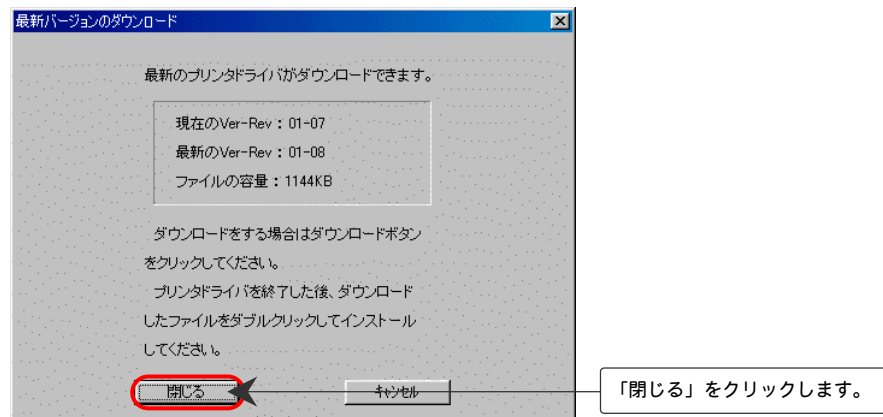 最新バージョンのダウンロード
最新のプリンタドライバがダウンロードできます。
現在のVer-Rev：01-07
最新のVer-Rev：01-08
ファイルの容量：1144KB
ダウンロードをする場合はダウンロードボタン
をクリックしてください。
プリンタドライバを終了した後、ダウンロード
したファイルをダブルクリックしてインストール
してください。
閉じる
キャンセル
「閉じる」をクリックします。